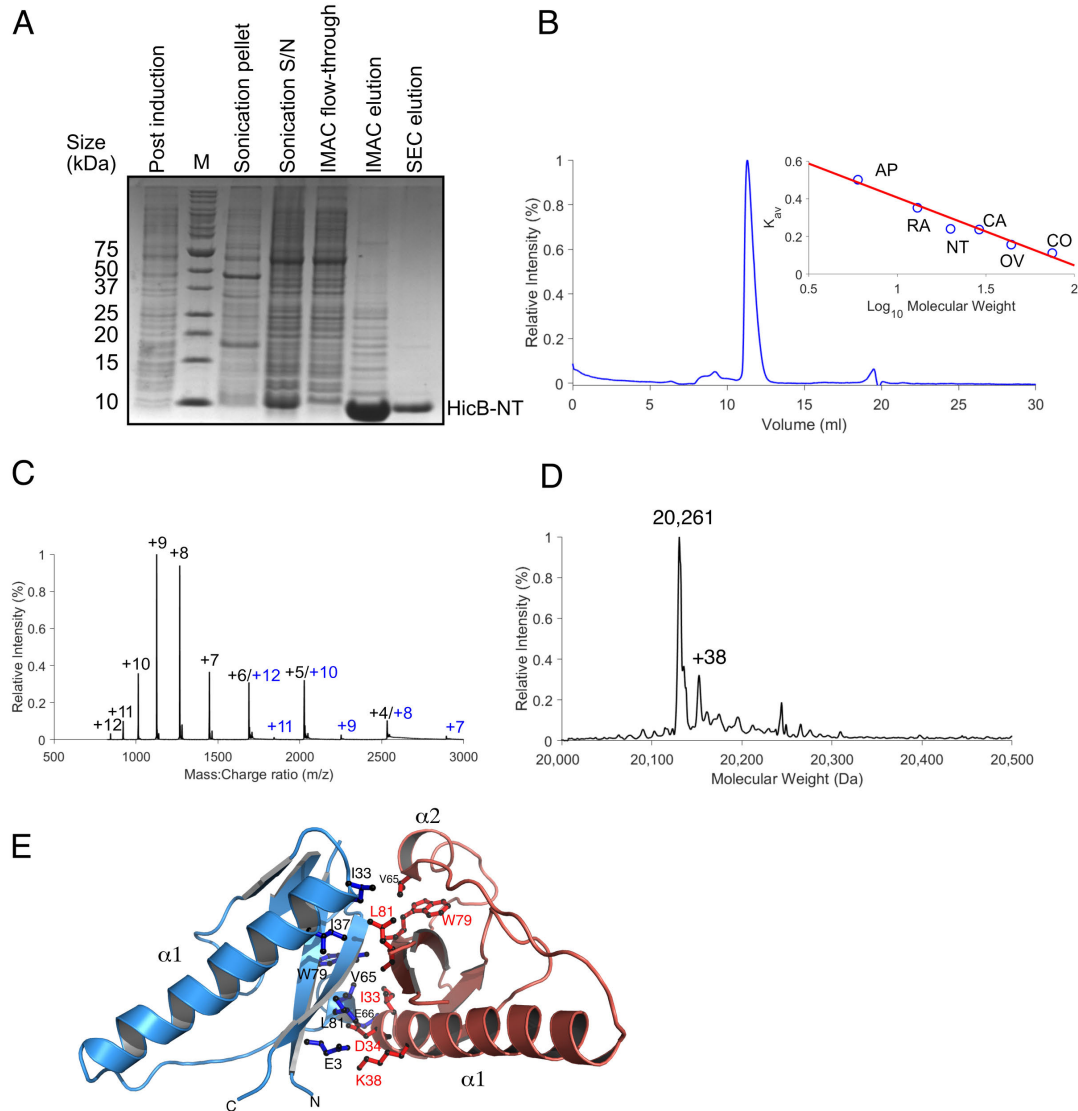 A
Size
(kDa)
Post induction
M
Sonication pellet
Sonication S/N
IMAC flow-through
IMAC elution
SEC elution
75
50
37
25
20
15
10
HicB-NT
B
Relative Intensity (%)
1
0.8
0.6
0.4
0.2
0
0 5 10 15 20 25 30
Volume (ml)
K av
0.6
0.4
0.2
0
AP
RA
NT
CA
OV
CO
0.5 1 1.5 2
Log10 Molecular Weight
C
Relative Intensity (%)
1
0.8
0.6
0.4
0.2
0
+12
+11
+10
+9
+8
+7
+6/+12
+11
+5/+10
+9
+4/+8
+7
500 1000 1500 2000 2500 3000
Mass:Charge ratio (m/z)
D
Relative Intensity (%)
1
0.8
0.6
0.4
0.2
0
20,261
+38
20,000 20,100 20,200 20,300 20,400 20,500
Molecular Weight (Da)
E
α1
α2
I33
V65
L81
W79
I37
W79
V65
I33
E66
L81
D34
E3
K38
α1
C
N